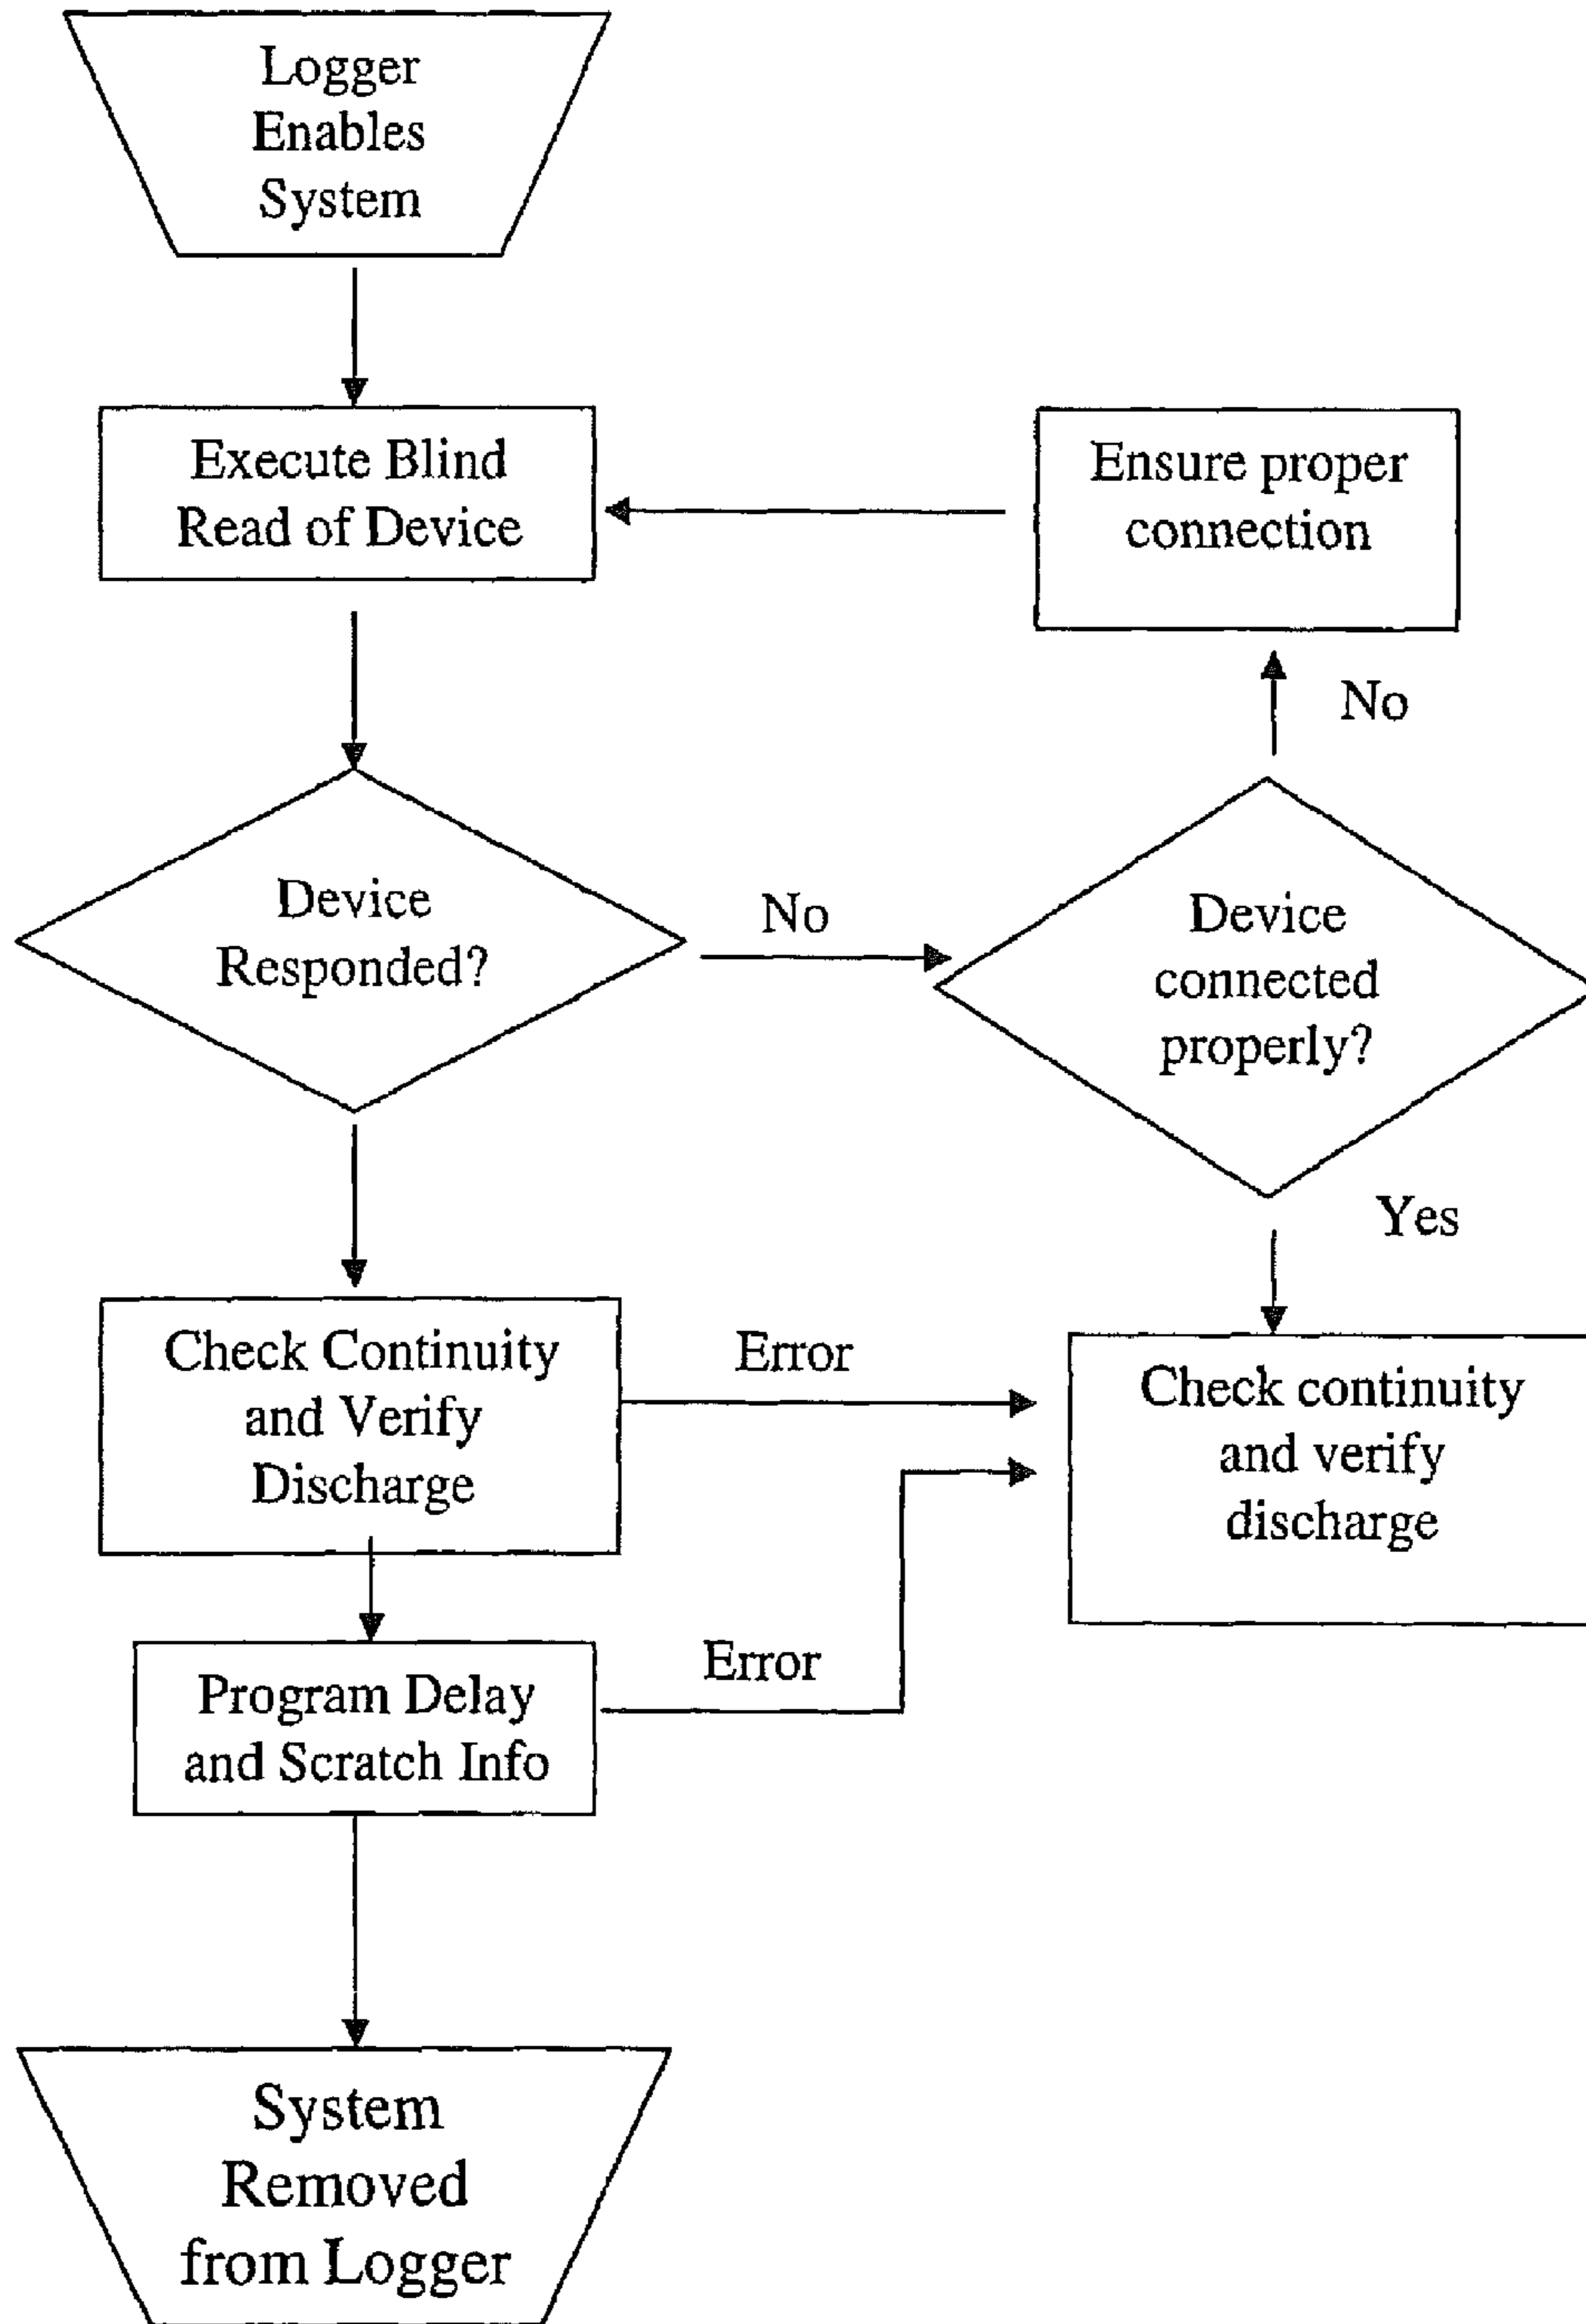 Logger
Enables
System
Execute Blind
Read of Device
Ensure proper
connection
No
Device
Responded?
No
Device
connected
properly?
Yes
Check Continuity
and Verify
Discharge
Error
Check continuity
and verify
discharge
Program Delay
and Scratch Info
Error
System
Removed
from Logger